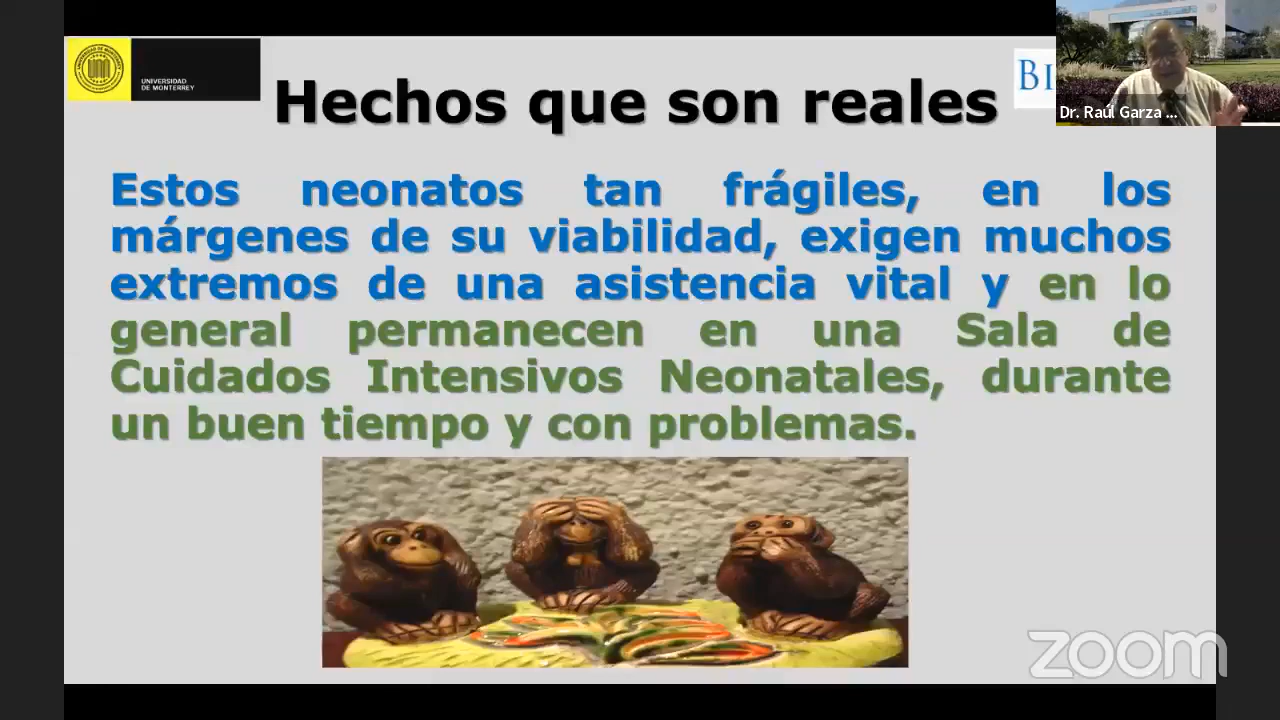 UNIVERSIDAD
DE MONTERREY
Hechos que son reales
BI
Dr. Raúl Garza ...
Estos neonatos tan frágiles, en los
márgenes de su viabilidad, exigen muchos
extremos de una asistencia vital y en lo
general permanecen en una Sala de
Cuidados Intensivos Neonatales, durante
un buen tiempo y con problemas.
zoom